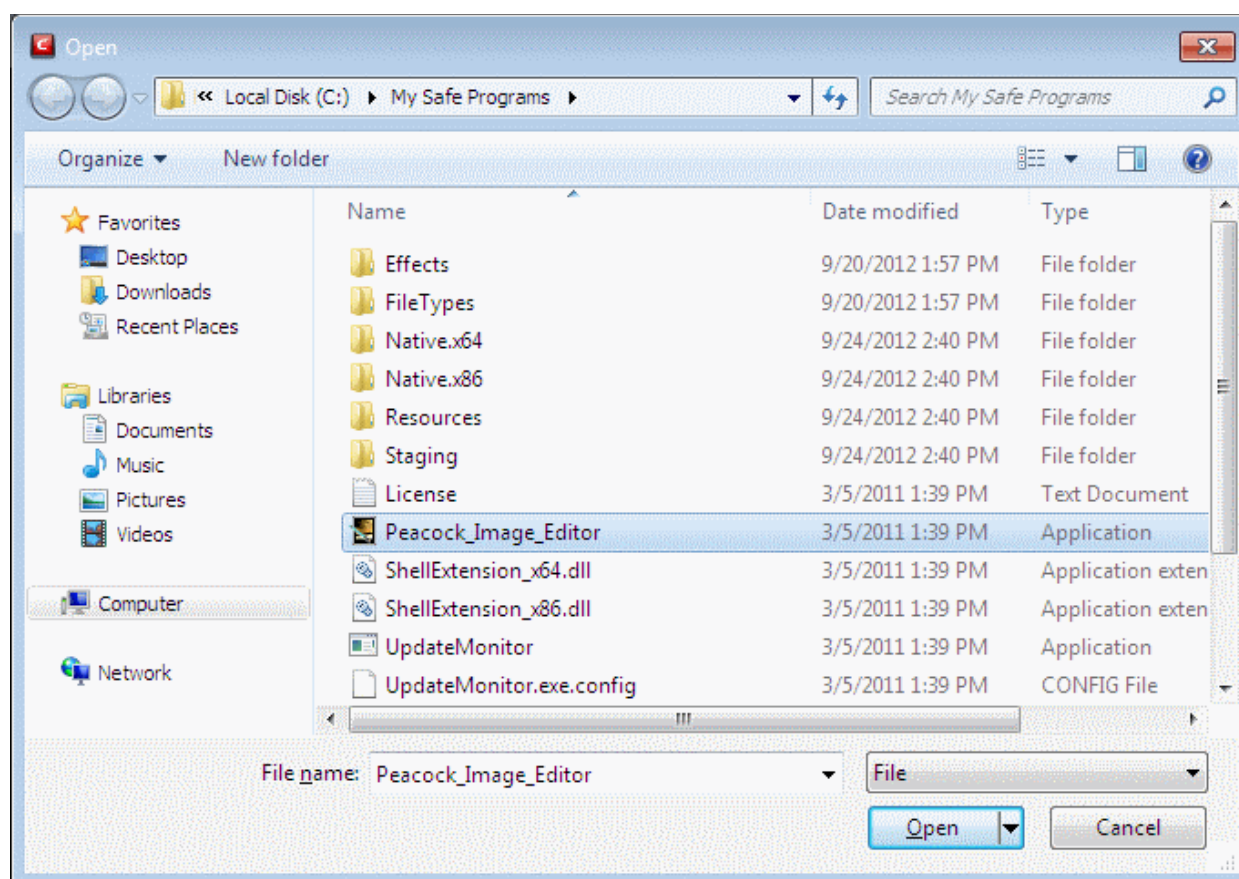 Open
« Local Disk (C:) My Safe Programs Search My Safe Programs
Organize New folder
Favorites
Desktop
Downloads
Recent Places
Libraries
Documents
Music
Pictures
Videos
Computer
Network
Name Date modified Type
Effects 9/20/2012 1:57 PM File folder
FileTypes 9/20/2012 1:57 PM File folder
Native.x64 9/24/2012 2:40 PM File folder
Native.x86 9/24/2012 2:40 PM File folder
Resources 9/24/2012 2:40 PM File folder
Staging 9/24/2012 2:40 PM File folder
License 3/5/2011 1:39 PM Text Document
Peacock_Image_Editor 3/5/2011 1:39 PM Application
ShellExtension_x64.dll 3/5/2011 1:39 PM Application exten
ShellExtension_x86.dll 3/5/2011 1:39 PM Application exten
UpdateMonitor 3/5/2011 1:39 PM Application
UpdateMonitor.exe.config 3/5/2011 1:39 PM CONFIG File
File name: Peacock_Image_Editor File
Open Cancel